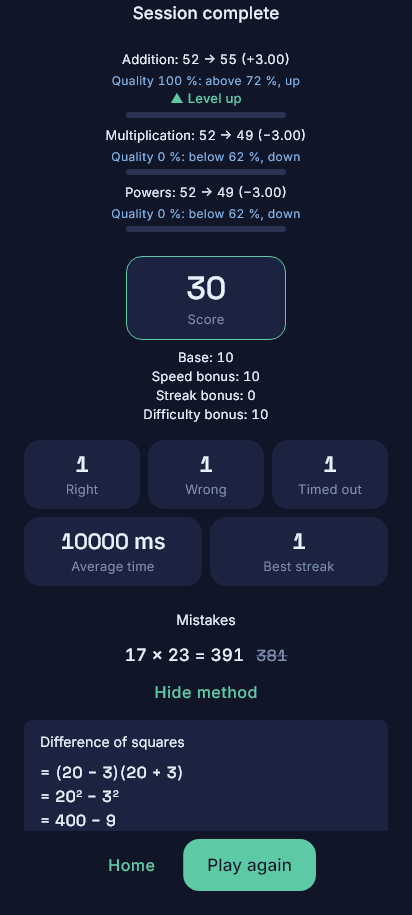 Session complete
Addition: 52 → 55 (+3.00)
Quality 100 %: above 72 %, up
▲ Level up
Multiplication: 52 → 49 (−3.00)
Quality 0 %: below 62 %, down
Powers: 52 → 49 (−3.00)
Quality 0 %: below 62 %, down
30
Score
Base: 10
Speed bonus: 10
Streak bonus: 0
Difficulty bonus: 10
1 1 1
Right Wrong Timed out
10000 ms 1
Average time Best streak
Mistakes
17 × 23 = 391 381
Hide method
Difference of squares
= (20 − 3)(20 + 3)
= 20² − 3²
= 400 − 9
Home Play again